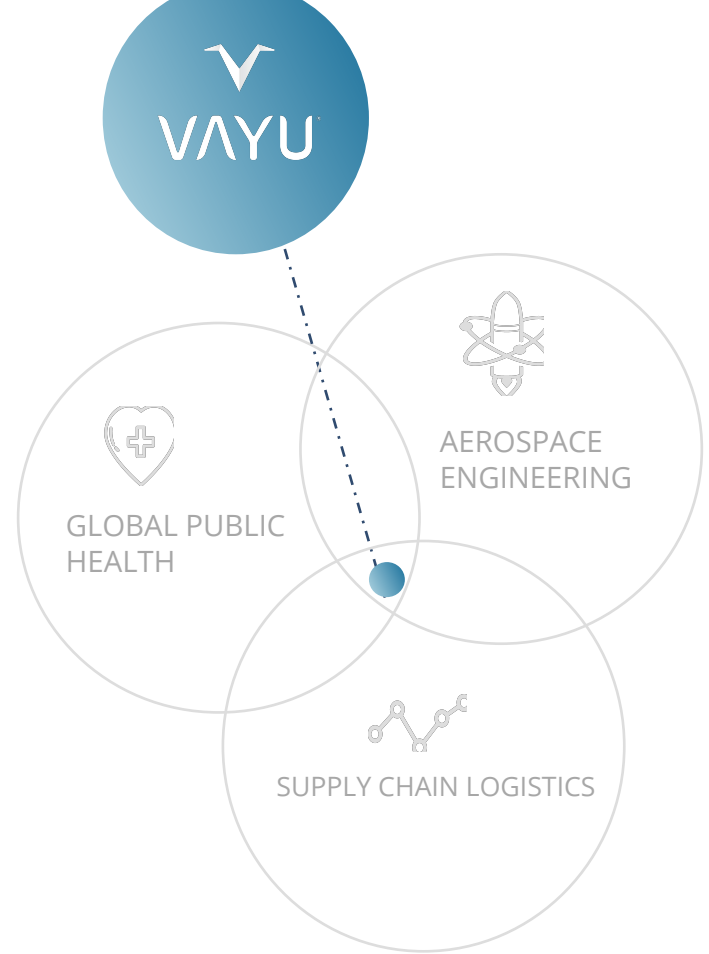 VAYU
AEROSPACE
ENGINEERING
GLOBAL PUBLIC
HEALTH
SUPPLY CHAIN LOGISTICS